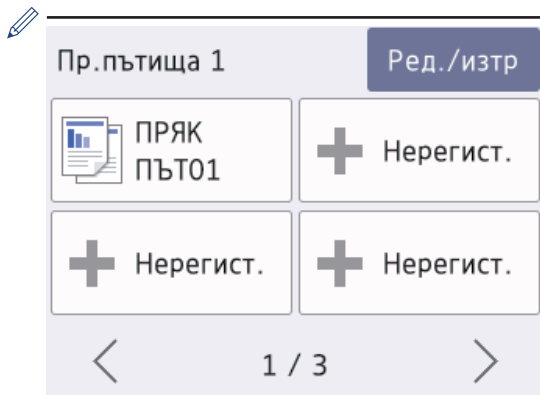 Пр.пътища 1
Ред./изтр
ПРЯК
ПЪТ01
Нерегист.
Нерегист.
Нерегист.
1 / 3